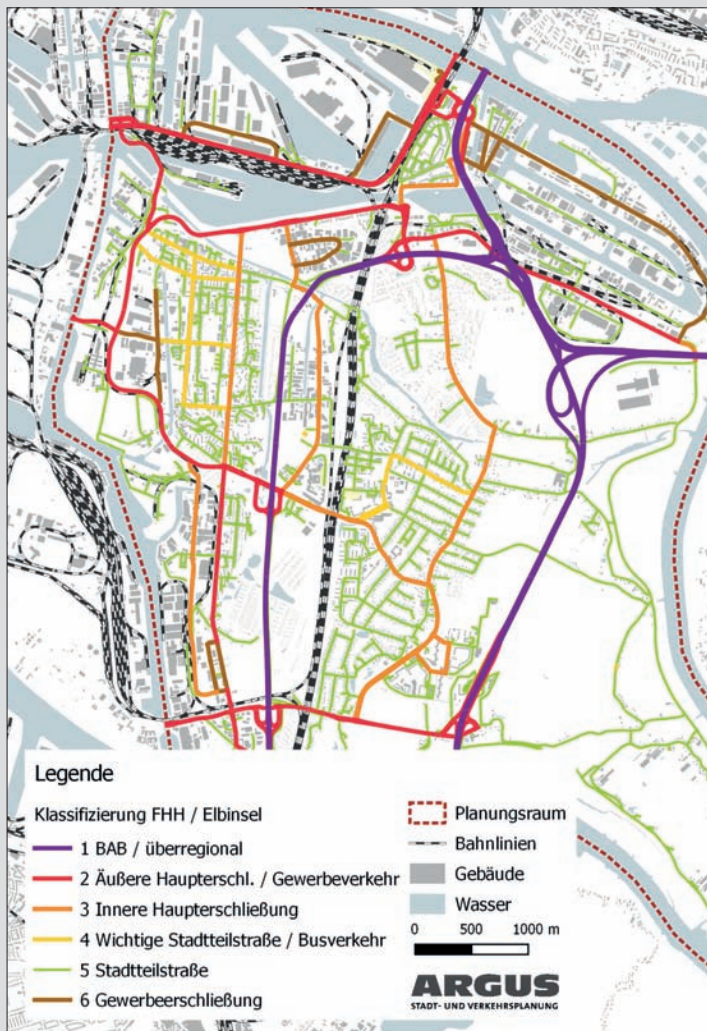 Legende
Klassifizierung FHH / Elbinsel
1 BAB / überregional
2 Äußere Haupterschl. / Gewerbeverkehr
3 Innere Haupterschließung
4 Wichtige Stadtteilstraße / Busverkehr
5 Stadtteilstraße
6 Gewerbeerschließung
Planungsraum
Bahnlinien
Gebäude
Wasser
0 500 1000 m
ARGUS
STADT- UND VERKEHRSPLANUNG